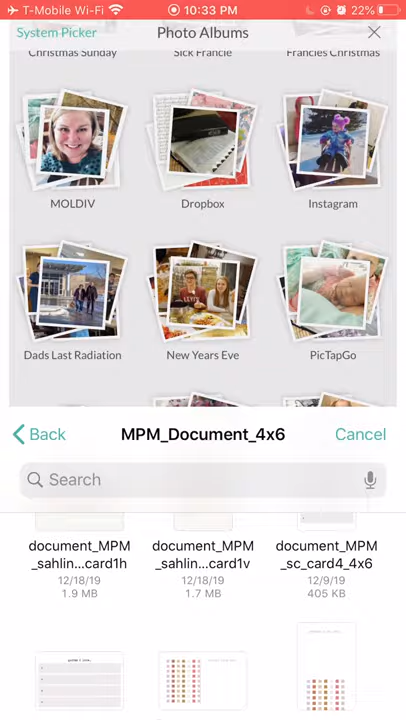 T-Mobile Wi-Fi 10:33 PM 22%
System Picker Photo Albums
Christmas Sunday Sick Francie Francies Christmas
MOLDIV Dropbox Instagram
Dads Last Radiation New Years Eve PicTapGo
Back MPM_Document_4x6 Cancel
Search
document_MPM document_MPM document_MPM
_sahlin...card1h _sahlin...card1v _sc_card4_4x6
12/18/19 12/18/19 12/9/19
1.9 MB 1.7 MB 405 KB